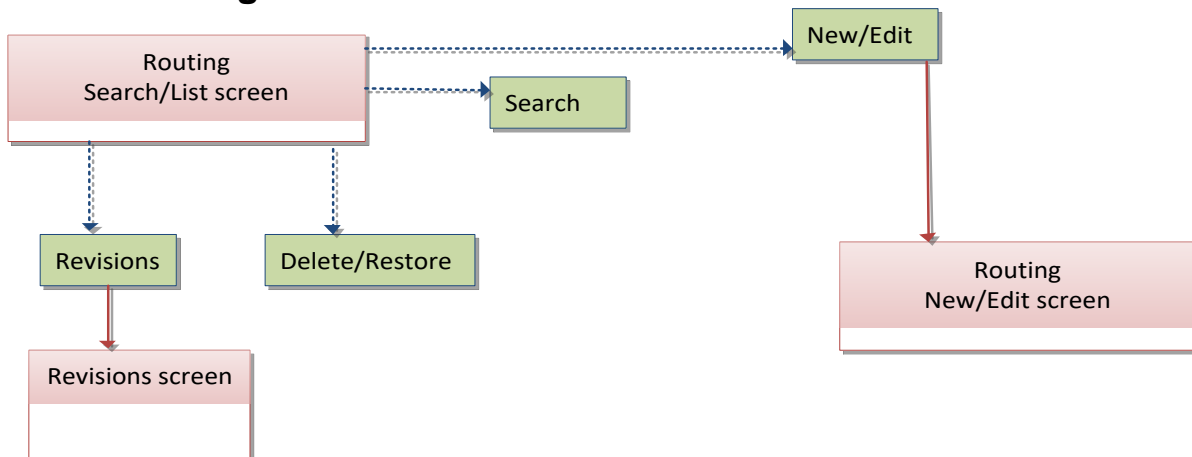 New/Edit
Routing
Search/List screen
Search
Revisions
Delete/Restore
Routing
New/Edit screen
Revisions screen